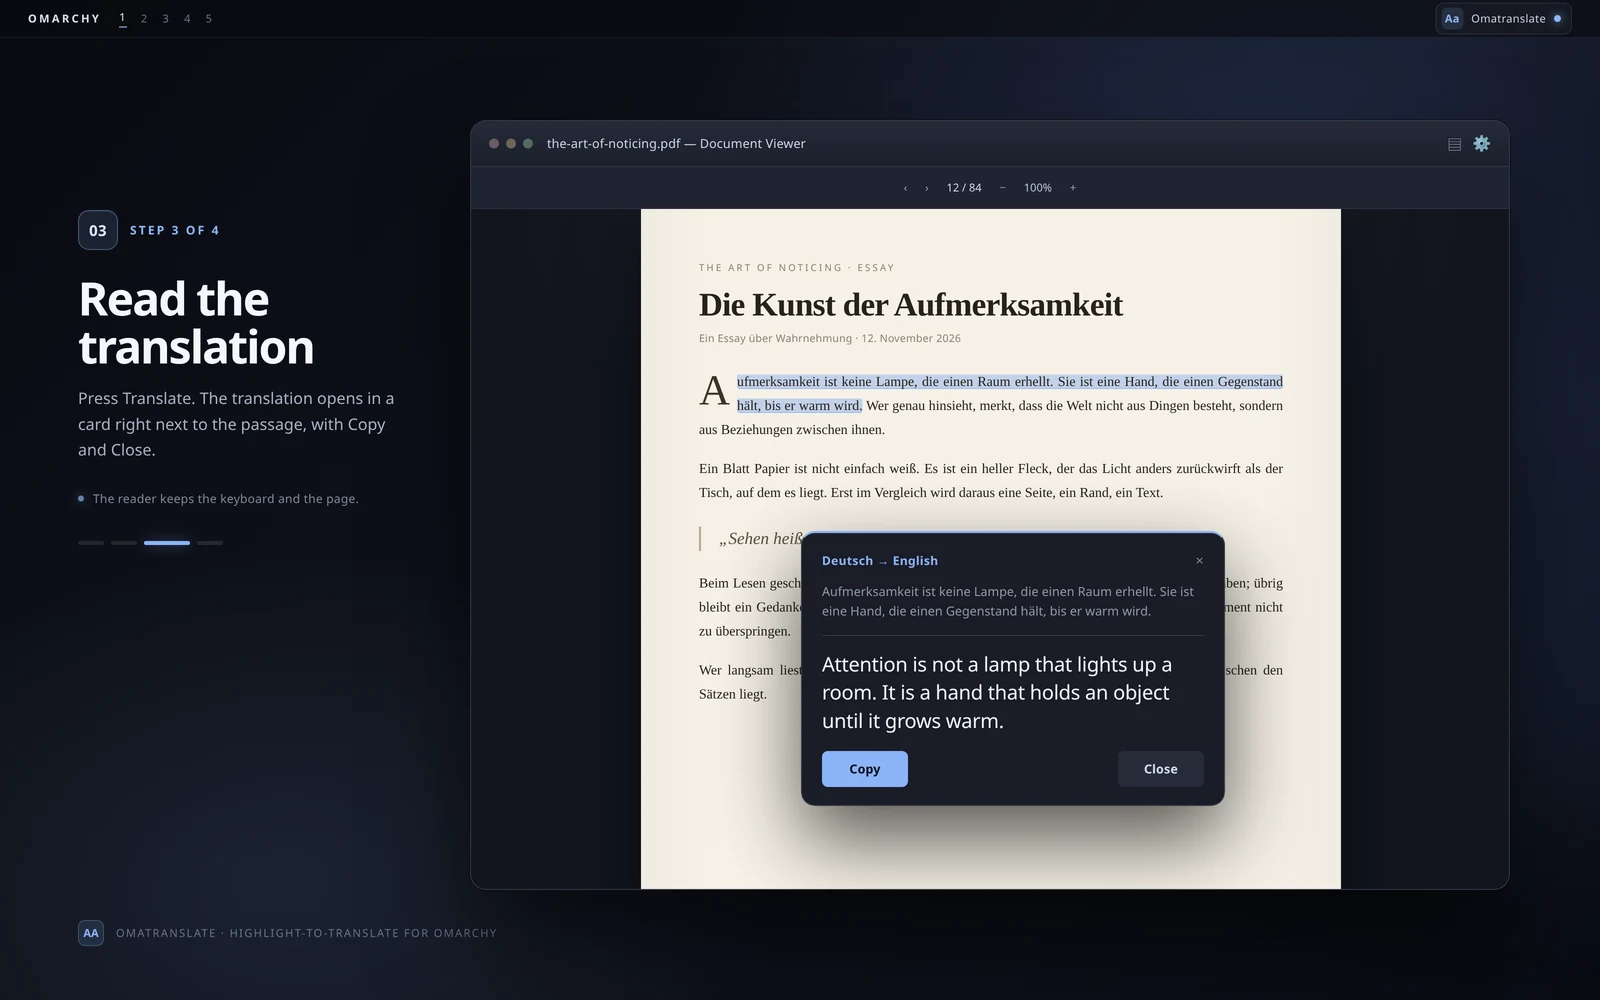 OMARCHY 1 2 3 4 5
Aa Omatranslate
03 STEP 3 OF 4
Read the
translation
Press Translate. The translation opens in a
card right next to the passage, with Copy
and Close.
The reader keeps the keyboard and the page.
the-art-of-noticing.pdf — Document Viewer
‹ › 12 / 84 − 100% +
THE ART OF NOTICING · ESSAY
Die Kunst der Aufmerksamkeit
Ein Essay über Wahrnehmung · 12. November 2026
Aufmerksamkeit ist keine Lampe, die einen Raum erhellt. Sie ist eine Hand, die einen Gegenstand
hält, bis er warm wird. Wer genau hinsieht, merkt, dass die Welt nicht aus Dingen besteht, sondern
aus Beziehungen zwischen ihnen.
Ein Blatt Papier ist nicht einfach weiß. Es ist ein heller Fleck, der das Licht anders zurückwirft als der
Tisch, auf dem es liegt. Erst im Vergleich wird daraus eine Seite, ein Rand, ein Text.
„Sehen heiß
Beim Lesen gesch ben; übrig
bleibt ein Gedanke ment nicht
zu überspringen.
Wer langsam liest schen den
Sätzen liegt.
Deutsch → English ×
Aufmerksamkeit ist keine Lampe, die einen Raum erhellt. Sie ist
eine Hand, die einen Gegenstand hält, bis er warm wird.
Attention is not a lamp that lights up a
room. It is a hand that holds an object
until it grows warm.
Copy Close
AA OMATRANSLATE · HIGHLIGHT-TO-TRANSLATE FOR OMARCHY